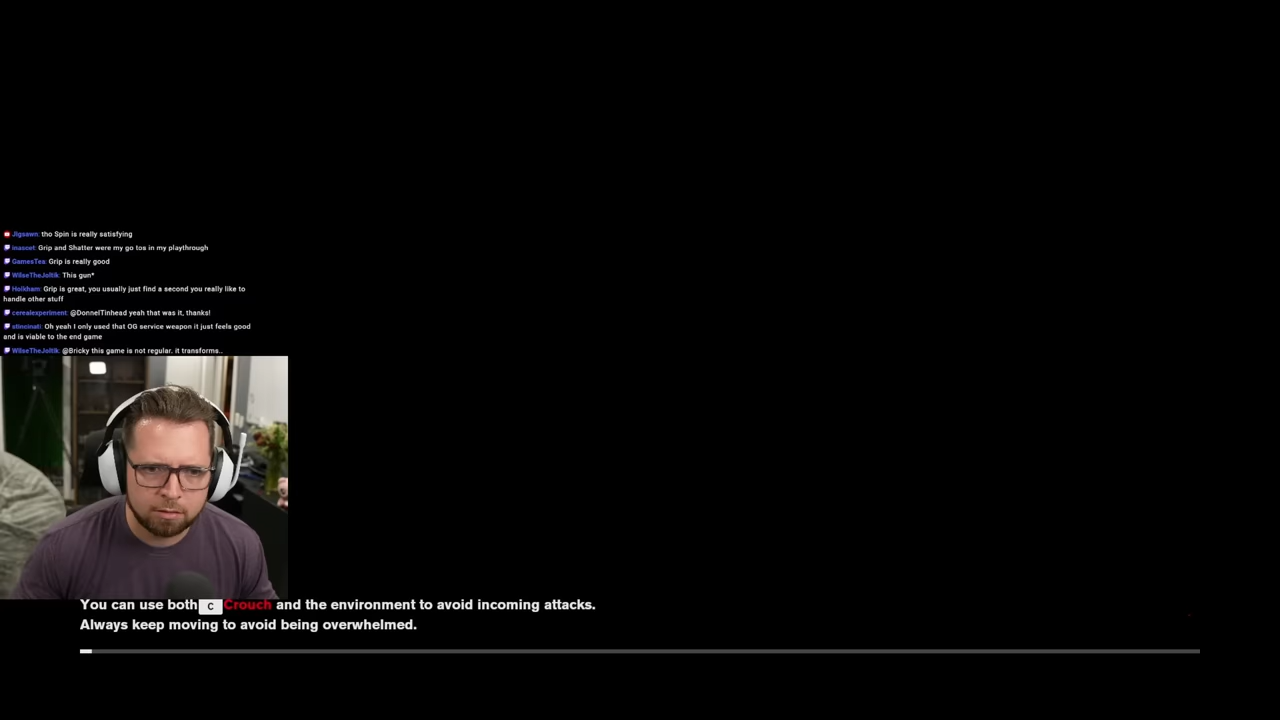 Jigsawn: tho Spin is really satisfying
inascet: Grip and Shatter were my go tos in my playthrough
GamesTea: Grip is really good
WilseTheJoltik: This gun*
Holkham: Grip is great, you usually just find a second you really like to
handle other stuff
cerealexperiment: @DonnelTinhead yeah that was it, thanks!
stincinati: Oh yeah I only used that OG service weapon it just feels good
and is viable to the end game
WilseTheJoltik: @Bricky this game is not regular. it transforms..
You can use both C Crouch and the environment to avoid incoming attacks.
Always keep moving to avoid being overwhelmed.